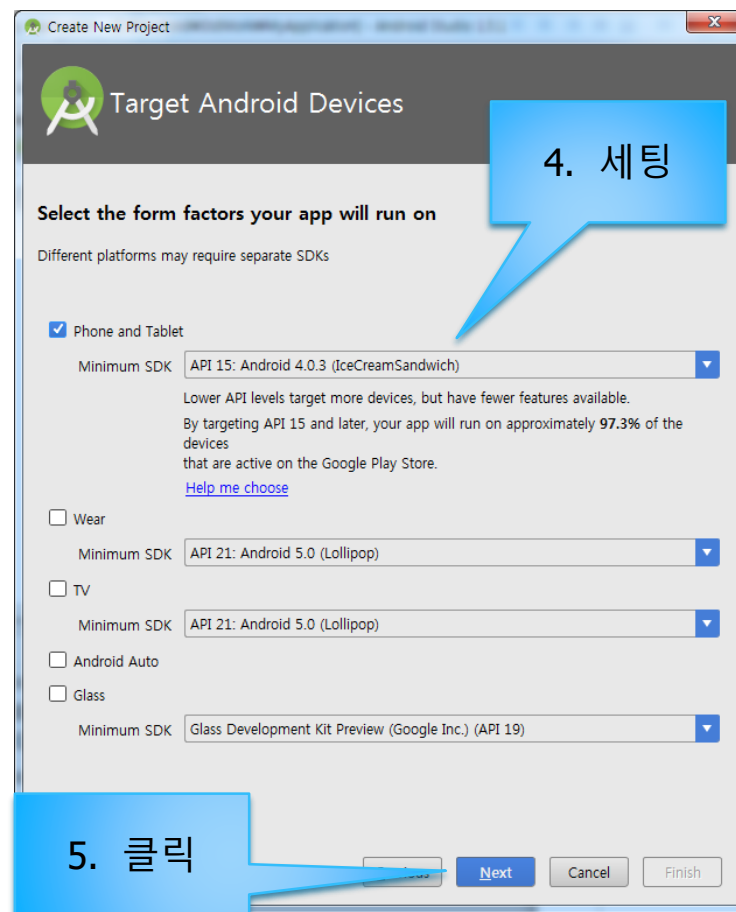 Create New Project
Target Android Devices
4. 세팅
Select the form factors your app will run on
Different platforms may require separate SDKs
Phone and Tablet
Minimum SDK API 15: Android 4.0.3 (IceCreamSandwich)
Lower API levels target more devices, but have fewer features available.
By targeting API 15 and later, your app will run on approximately 97.3% of the
devices
that are active on the Google Play Store.
Help me choose
Wear
Minimum SDK API 21: Android 5.0 (Lollipop)
TV
Minimum SDK API 21: Android 5.0 (Lollipop)
Android Auto
Glass
Minimum SDK Glass Development Kit Preview (Google Inc.) (API 19)
5. 클릭
Next Cancel Finish